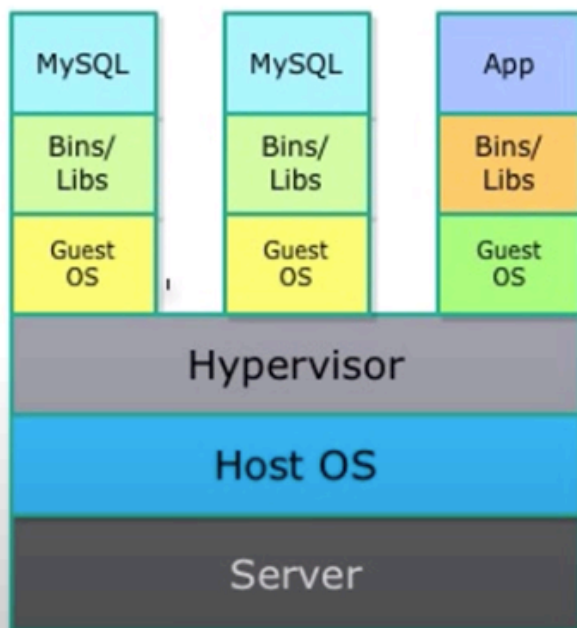 MySQL
MySQL
App
Bins/
Libs
Bins/
Libs
Bins/
Libs
Guest
OS
Guest
OS
Guest
OS
Hypervisor
Host OS
Server